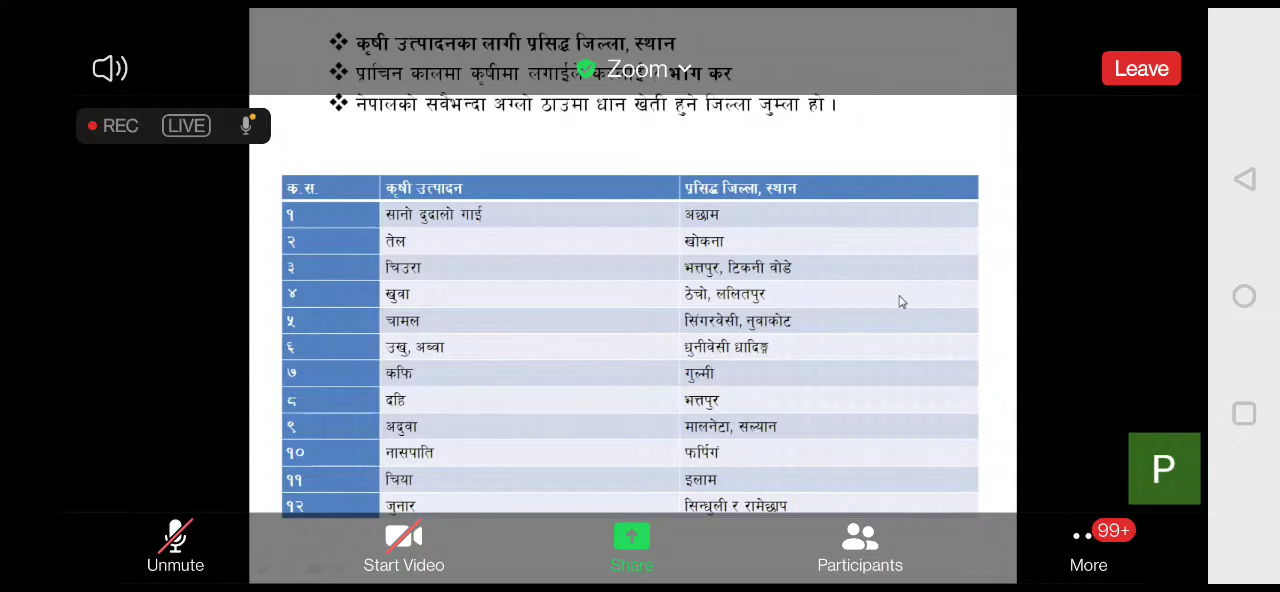 ❖ कृषी उत्पादनका लागी प्रसिद्ध जिल्ला, स्थान
❖ प्राचिन कालमा कृषीमा लगाईने भाग कर
Zoom
Leave
❖ नेपालको सवैभन्दा अग्लो ठाउमा धान खेती हुने जिल्ला जुम्ला हो ।
REC LIVE
क.स. कृषी उत्पादन प्रसिद्ध जिल्ला, स्थान
१ सानो दुदालो गाई अछाम
२ तेल खोकना
३ चिउरा भत्तपुर, टिकनी वोडे
४ खुवा ठेचो, ललितपुर
५ चामल सिंगरवेसी, नुवाकोट
६ उखु, अब्वा धुनीवेसी धादिङ्ग
७ कफि गुल्मी
८ दहि भत्तपुर
९ अदुवा मालनेटा, सल्यान
१० नासपाति फर्पिगं
११ चिया इलाम
१२ जुनार सिन्धुली र रामेछाप
P
99+
Unmute Start Video Share Participants More